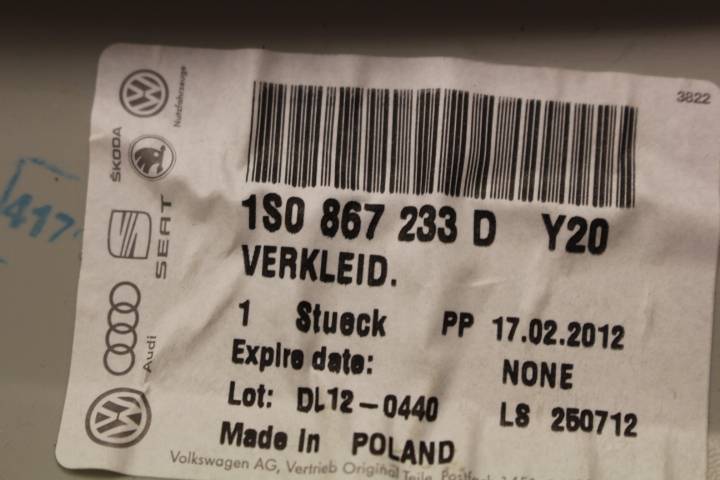 3822
Nutzfahrzeuge
ŠKODA
SEAT
Audi
1S0 867 233 D Y20
VERKLEID.
1 Stueck PP 17.02.2012
Expire date: NONE
Lot: DL12-0440 LS 250712
Made in POLAND
Volkswagen AG, Vertrieb Original Teile, Postfach
417